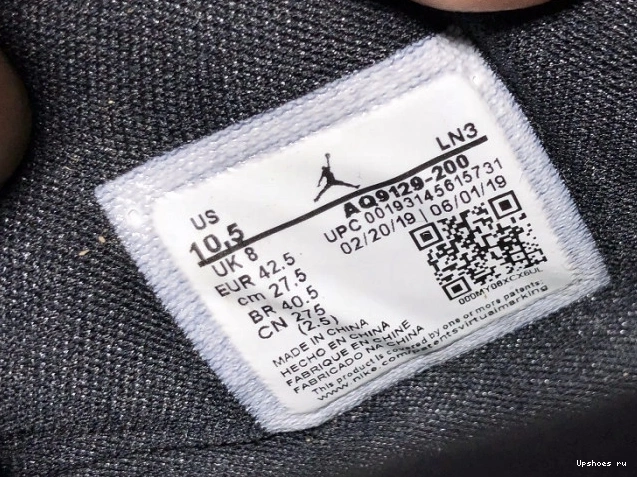 US
10.5
UK 8
EUR 42.5
cm 27.5
BR 40.5
CN 275
(2.5)
LN3
AQ9129-200
UPC 00193145615731
02/20/19 | 06/01/19
000MY06XCX6UL
MADE IN CHINA
HECHO EN CHINA
FABRIQUE EN CHINE
FABRICADO NA CHINA
This product is covered by one or more patents.
www.nike.com/patentsvirtualmarking
Upshoes ru